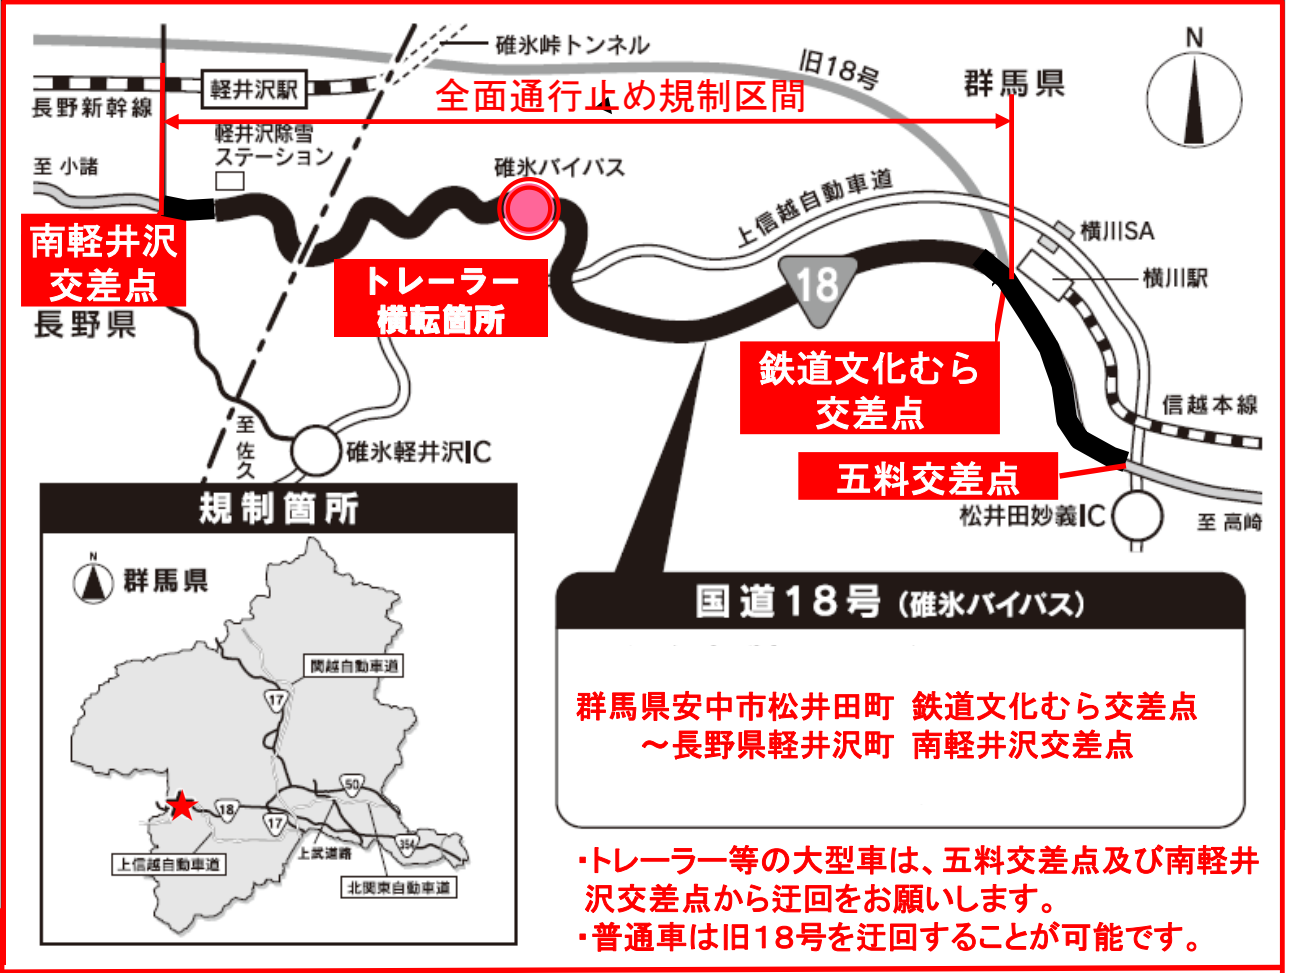 碓氷峠トンネル
旧18号
群馬県
N
軽井沢駅
長野新幹線
全面通行止め規制区間
軽井沢除雪
ステーション
至 小諸
碓氷バイパス
上信越自動車道
南軽井沢
交差点
長野県
トレーラー
横転箇所
18
横川SA
横川駅
鉄道文化むら
交差点
信越本線
至
佐
久
碓氷軽井沢IC
五料交差点
松井田妙義IC
至 高崎
規制箇所
N
群馬県
関越自動車道
17
50
18
17
354
上武道路
上信越自動車道
北関東自動車道
国道18号（碓氷バイパス）
群馬県安中市松井田町 鉄道文化むら交差点
～長野県軽井沢町 南軽井沢交差点
・トレーラー等の大型車は、五料交差点及び南軽井
沢交差点から迂回をお願いします。
・普通車は旧１８号を迂回することが可能です。